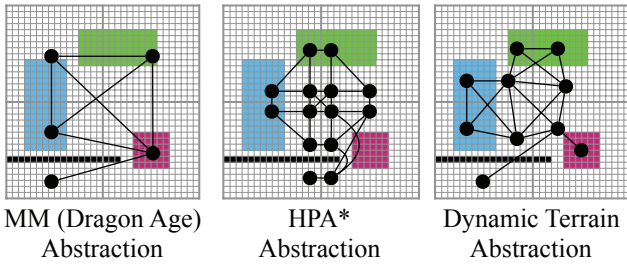 MM (Dragon Age)
Abstraction
HPA*
Abstraction
Dynamic Terrain
Abstraction